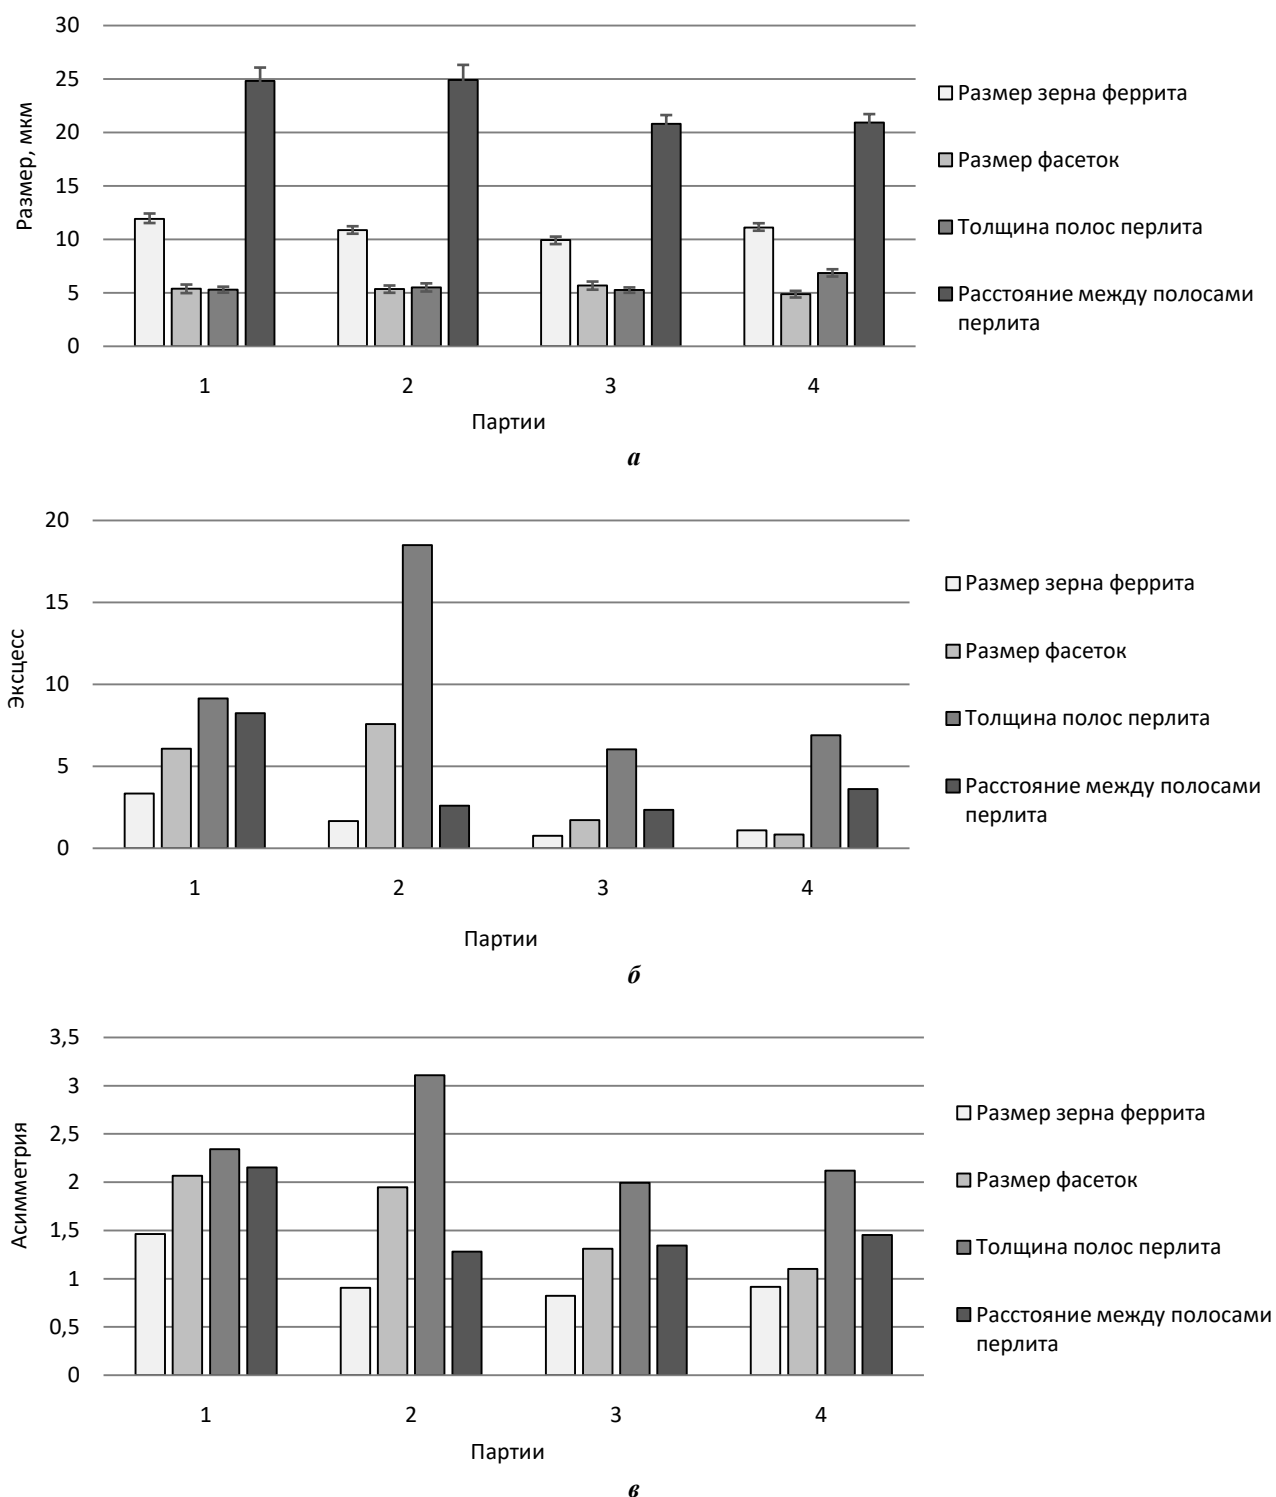 30
25
20
15
10
5
0
Размер, мкм
1 2 3 4
Партии
Размер зерна феррита
Размер фасеток
Толщина полос перлита
Расстояние между полосами
перлита
а
20
15
10
5
0
Эксцесс
1 2 3 4
Партии
Размер зерна феррита
Размер фасеток
Толщина полос перлита
Расстояние между полосами
перлита
б
3,5
3
2,5
2
1,5
1
0,5
0
Асимметрия
1 2 3 4
Партии
Размер зерна феррита
Размер фасеток
Толщина полос перлита
Расстояние между полосами
перлита
в